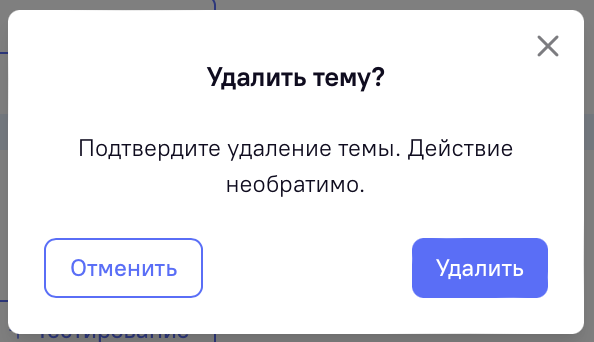 Удалить тему?
Подтвердите удаление темы. Действие
необратимо.
Отменить
Удалить